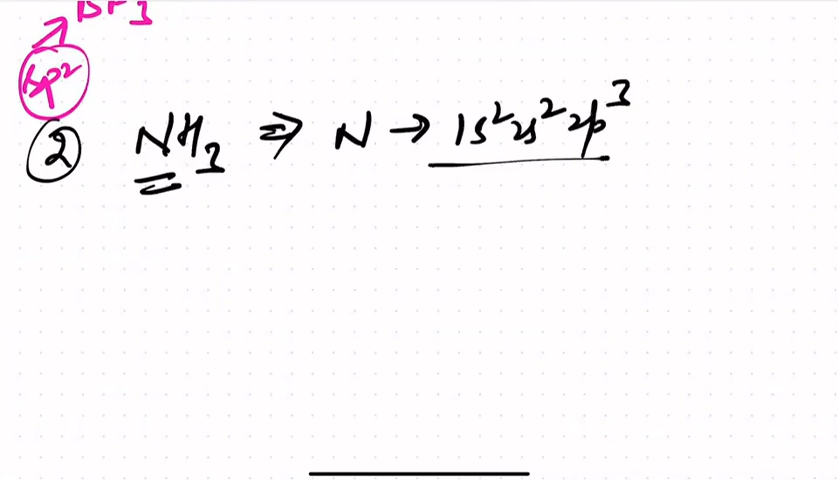 BF3
sp²
② NH₃ ⇒ N → 1s² 2s² 2p³